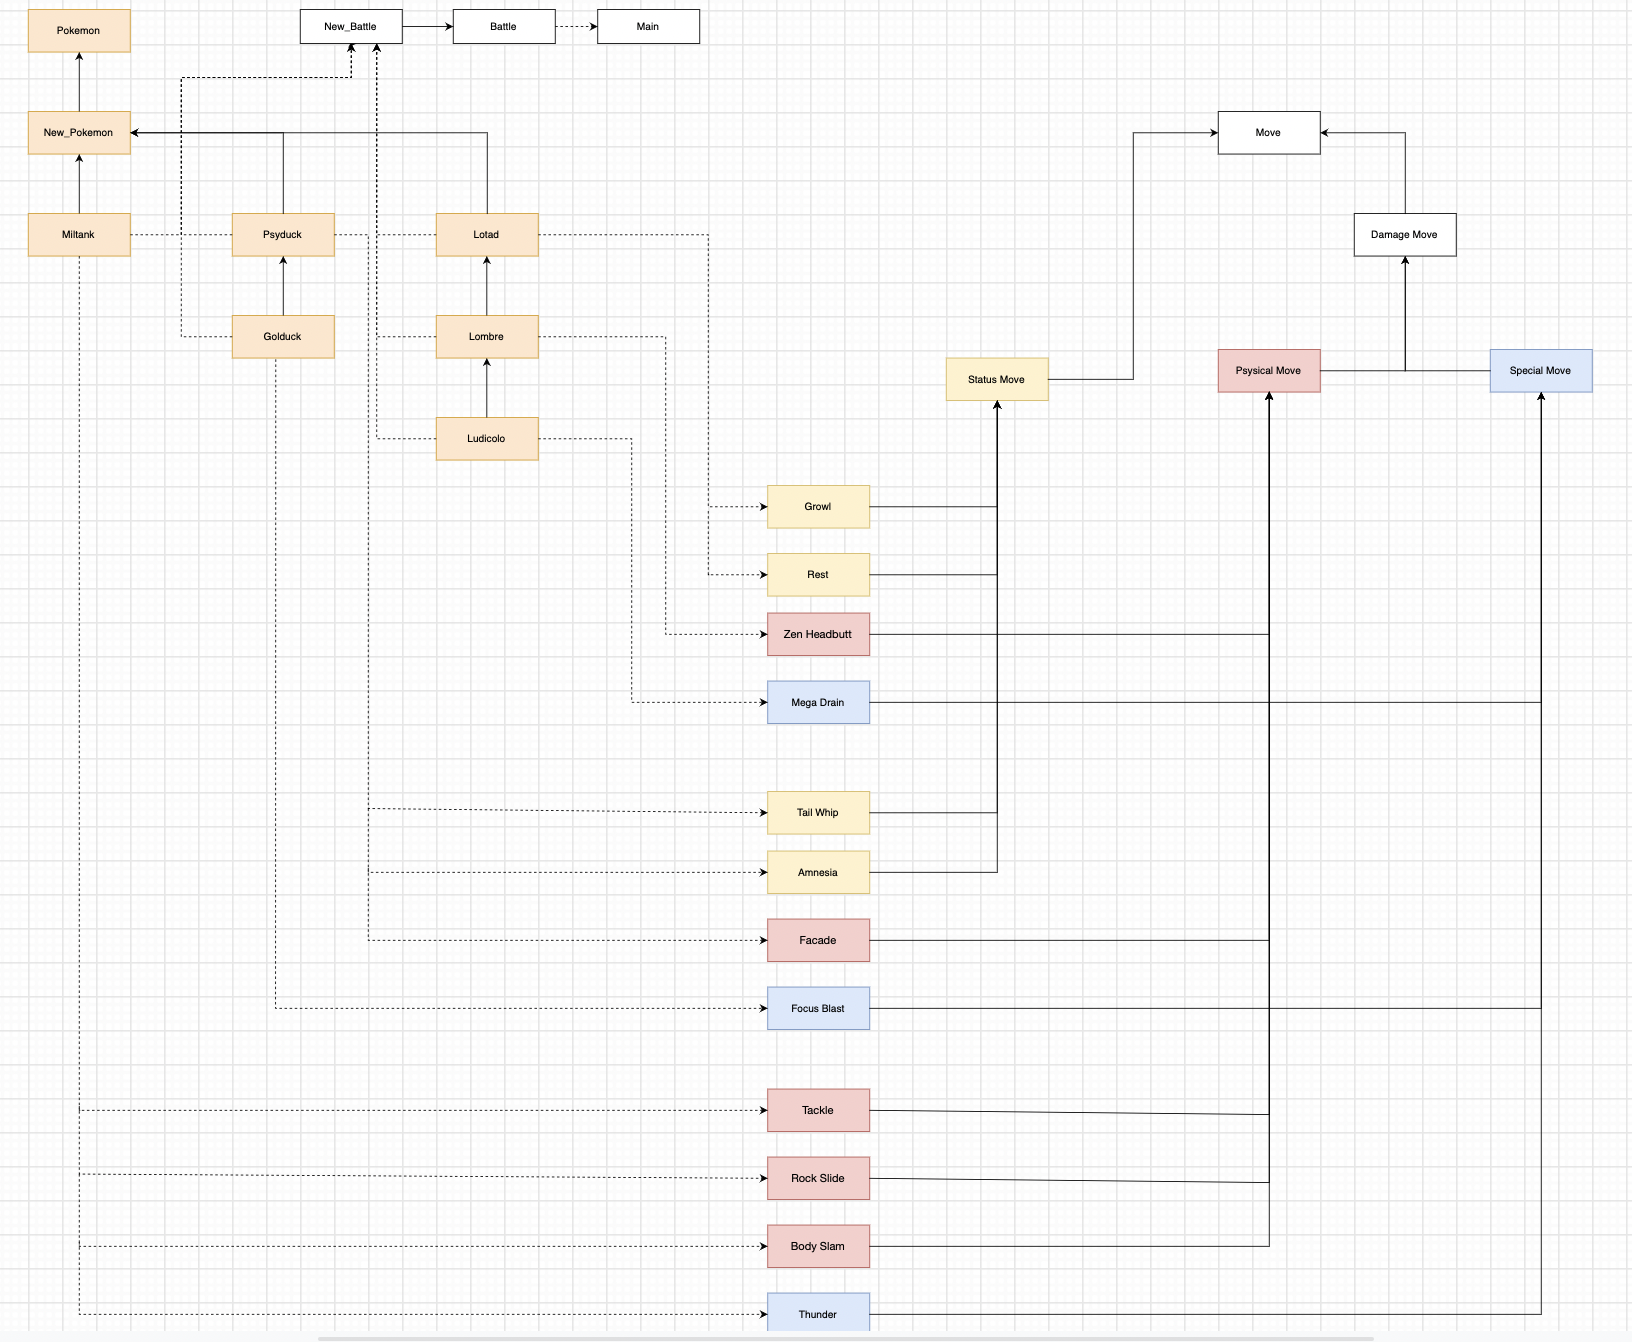 Pokemon
New_Battle
Battle
Main
New_Pokemon
Move
Miltank
Psyduck
Lotad
Damage Move
Golduck
Lombre
Status Move
Psysical Move
Special Move
Ludicolo
Growl
Rest
Zen Headbutt
Mega Drain
Tail Whip
Amnesia
Facade
Focus Blast
Tackle
Rock Slide
Body Slam
Thunder